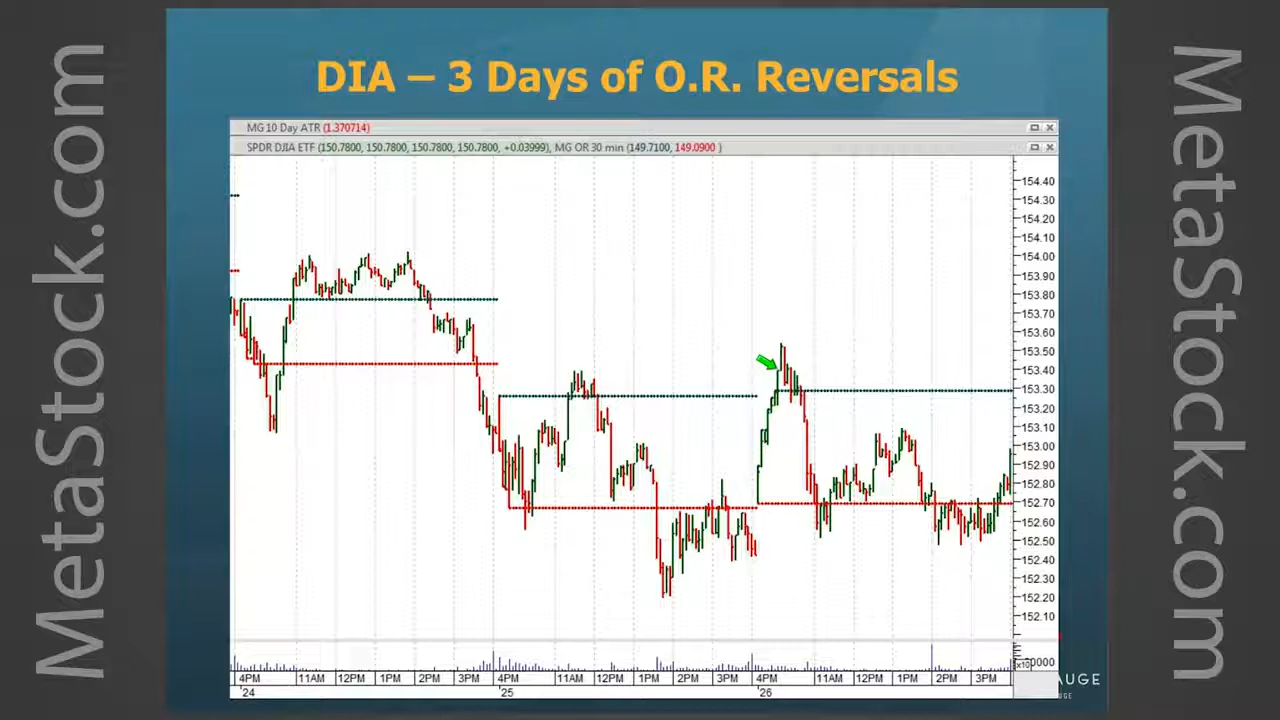 MetaStock.com
DIA – 3 Days of O.R. Reversals
MetaStock.com
MG 10 Day ATR (1.370714)
SPDR DJIA ETF (150.7800, 150.7800, 150.7800, 150.7800, +0.03999), MG OR 30 min (149.7100, 149.0900 )
154.40
154.30
154.20
154.10
154.00
153.90
153.80
153.70
153.60
153.50
153.40
153.30
153.20
153.10
153.00
152.90
152.80
152.70
152.60
152.50
152.40
152.30
152.20
152.10
4PM 11AM 12PM 1PM 2PM 3PM 4PM 11AM 12PM 1PM 2PM 3PM 4PM 11AM 12PM 1PM 2PM 3PM
24 25 26
AUGE
UGE